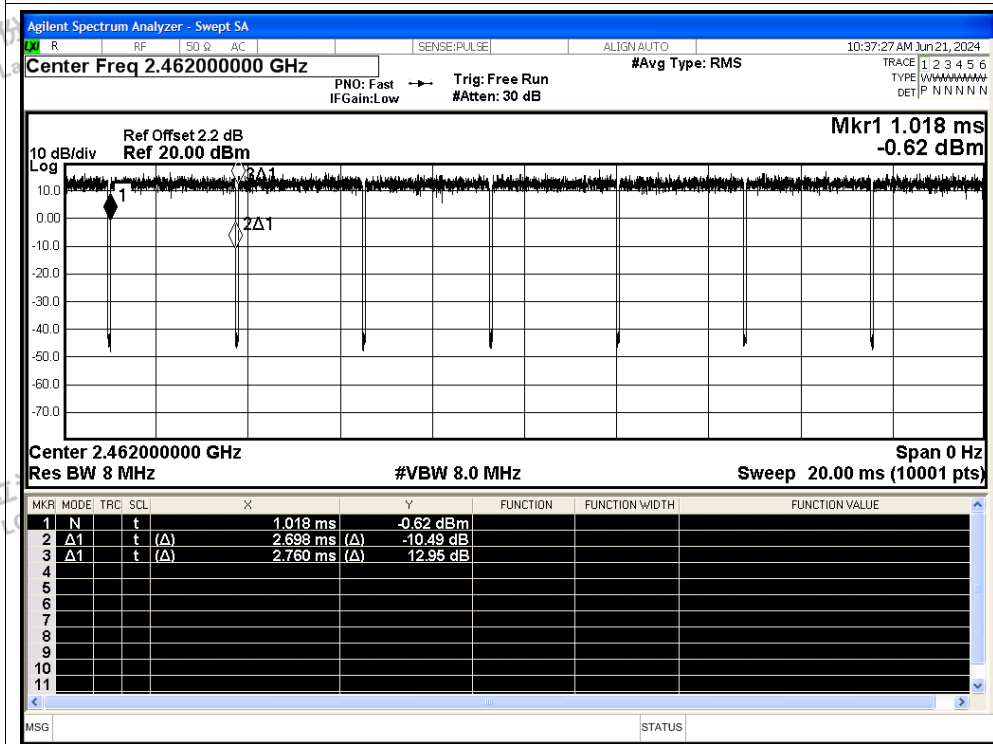 Agilent Spectrum Analyzer - Swept SA
LXI R RF 50 Ω AC SENSE:PULSE ALIGN AUTO 10:37:27 AM Jun 21, 2024
Center Freq 2.462000000 GHz #Avg Type: RMS TRACE 1 2 3 4 5 6
PNO: Fast Trig: Free Run TYPE WWWWWW
IFGain:Low #Atten: 30 dB DET P N N N N N
Mkr1 1.018 ms
Ref Offset 2.2 dB
10 dB/div Ref 20.00 dBm -0.62 dBm
Log
3Δ1
10.0
1
0.00
2Δ1
-10.0
-20.0
-30.0
-40.0
-50.0
-60.0
-70.0
Center 2.462000000 GHz Span 0 Hz
Res BW 8 MHz #VBW 8.0 MHz Sweep 20.00 ms (10001 pts)
MKR MODE TRC SCL X Y FUNCTION FUNCTION WIDTH FUNCTION VALUE
1 N t 1.018 ms -0.62 dBm
2 Δ1 t (Δ) 2.698 ms (Δ) -10.49 dB
3 Δ1 t (Δ) 2.760 ms (Δ) 12.95 dB
4
5
6
7
8
9
10
11
MSG STATUS